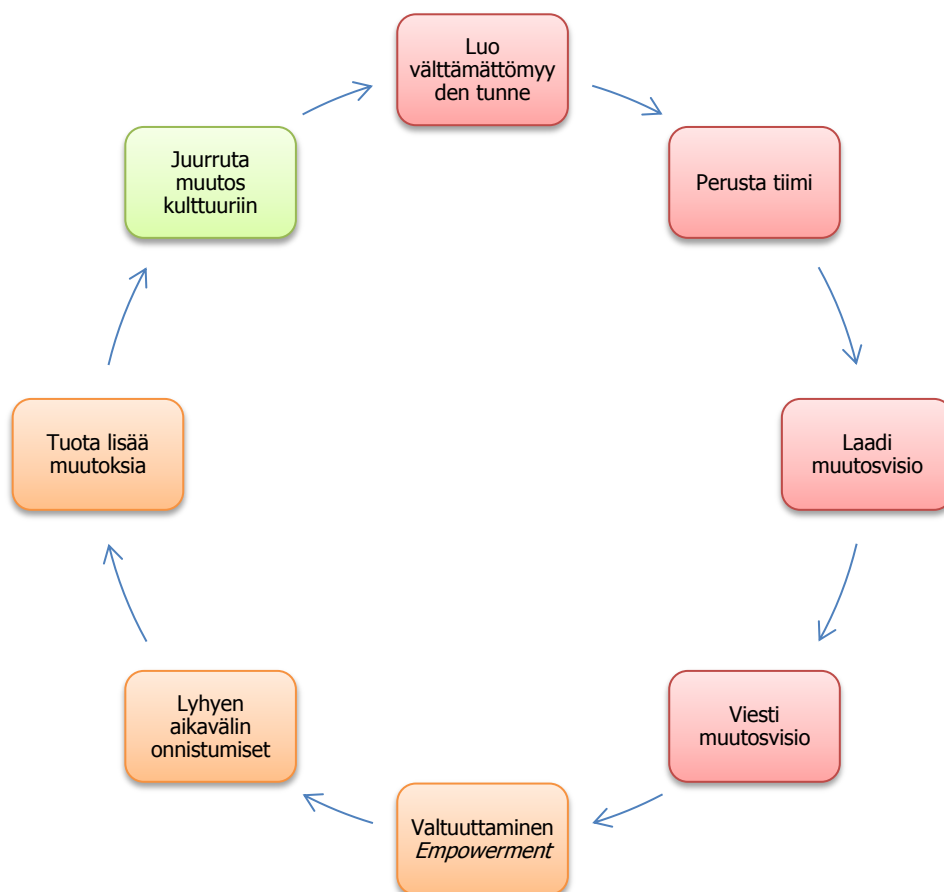 Luo
välttämättömyy
den tunne
Perusta tiimi
Laadi
muutosvisio
Viesti
muutosvisio
Valtuuttaminen
Empowerment
Lyhyen
aikavälin
onnistumiset
Tuota lisää
muutoksia
Juurruta
muutos
kulttuuriin